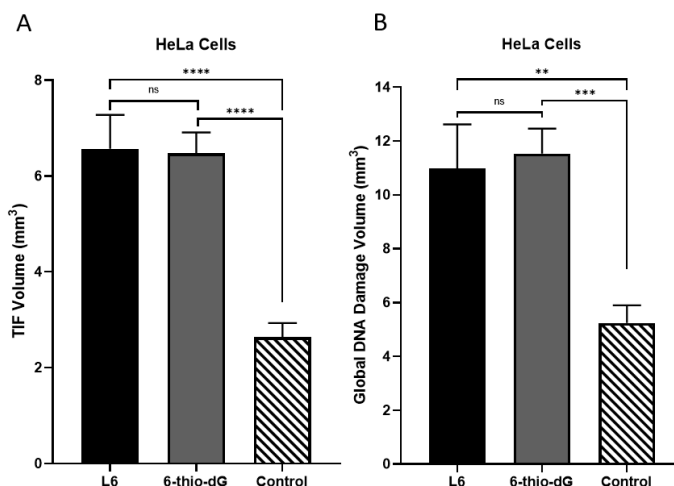 A
HeLa Cells
TIF Volume (mm³)
8
6
4
2
0
****
ns
****
L6
6-thio-dG
Control
B
HeLa Cells
Global DNA Damage Volume (mm³)
14
12
10
8
6
4
2
0
**
ns
***
L6
6-thio-dG
Control